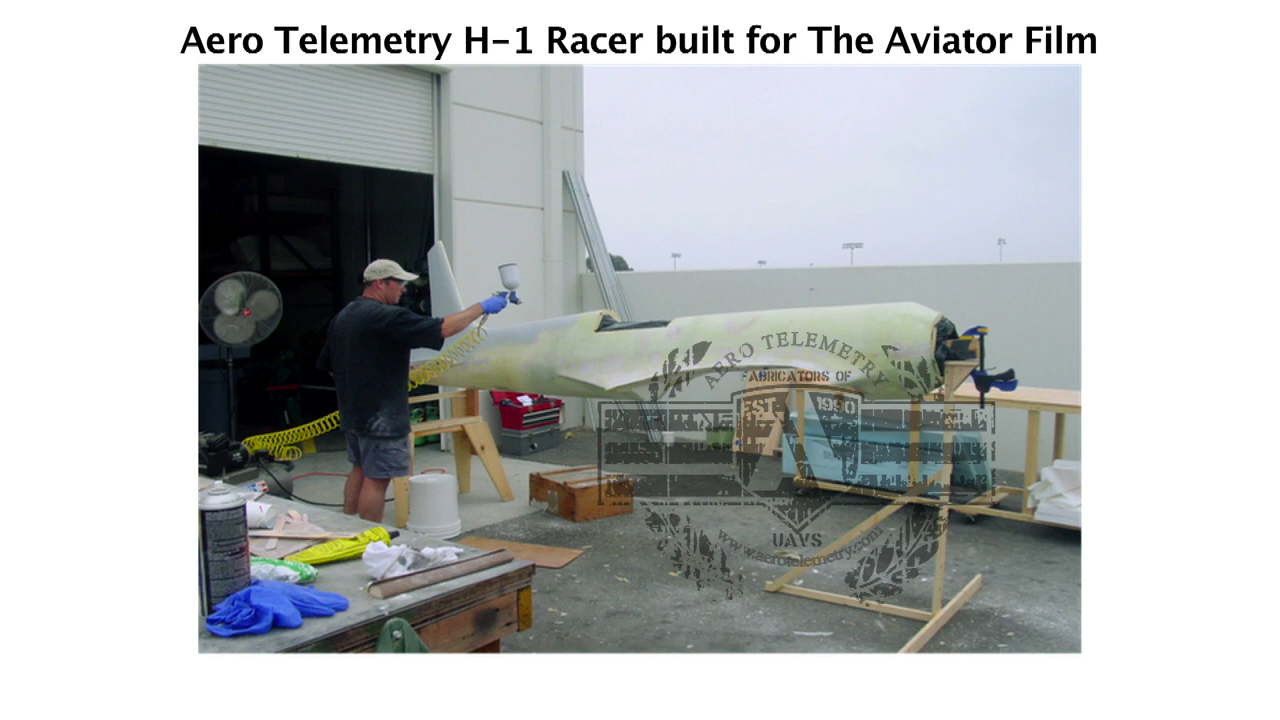 Aero Telemetry H-1 Racer built for The Aviator Film
AERO TELEMETRY
FABRICATORS OF
EST. 1990
UAVS
www.aerotelemetry.com